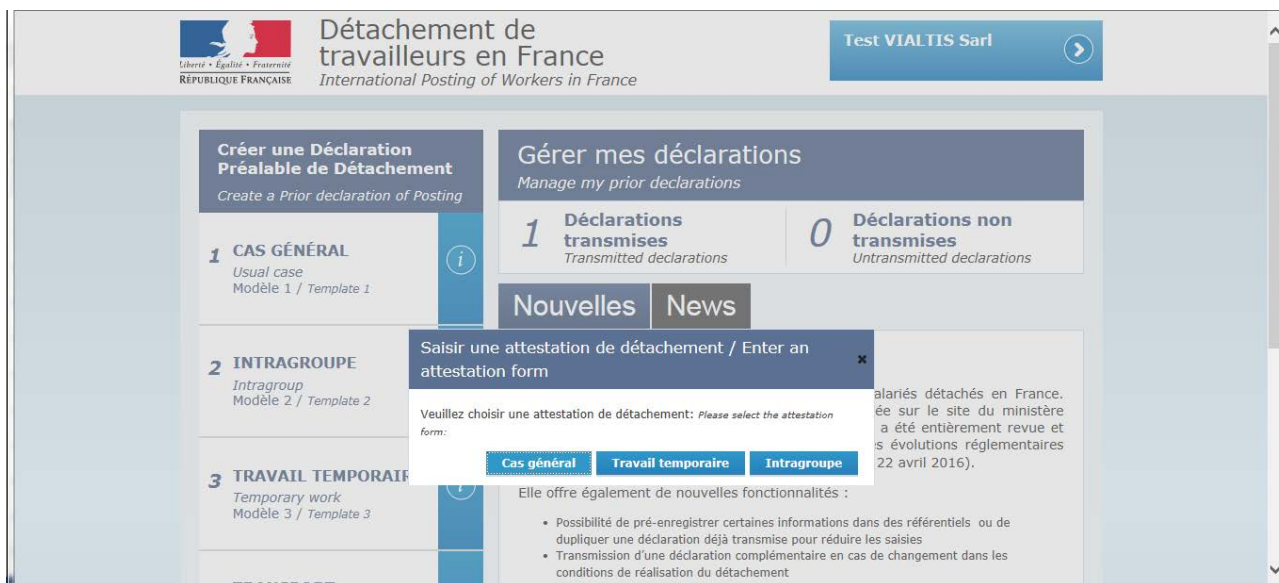 Liberté • Égalité • Fraternité
RÉPUBLIQUE FRANÇAISE
Détachement de
travailleurs en France
International Posting of Workers in France
Test VIALTIS Sarl
Créer une Déclaration
Préalable de Détachement
Create a Prior declaration of Posting
1 CAS GÉNÉRAL
Usual case
Modèle 1 / Template 1
2 INTRAGROUPE
Intragroup
Modèle 2 / Template 2
3 TRAVAIL TEMPORAIR
Temporary work
Modèle 3 / Template 3
Gérer mes déclarations
Manage my prior declarations
1 Déclarations
transmises
Transmitted declarations
0 Déclarations non
transmises
Untransmitted declarations
Nouvelles News
Saisir une attestation de détachement / Enter an
attestation form
Veuillez choisir une attestation de détachement: Please select the attestation
form:
Cas général Travail temporaire Intragroupe
alariés détachés en France.
ée sur le site du ministère
a été entièrement revue et
s évolutions réglementaires
22 avril 2016).
Elle offre également de nouvelles fonctionnalités :
• Possibilité de pré-enregistrer certaines informations dans des référentiels ou de
dupliquer une déclaration déjà transmise pour réduire les saisies
• Transmission d'une déclaration complémentaire en cas de changement dans les
conditions de réalisation du détachement